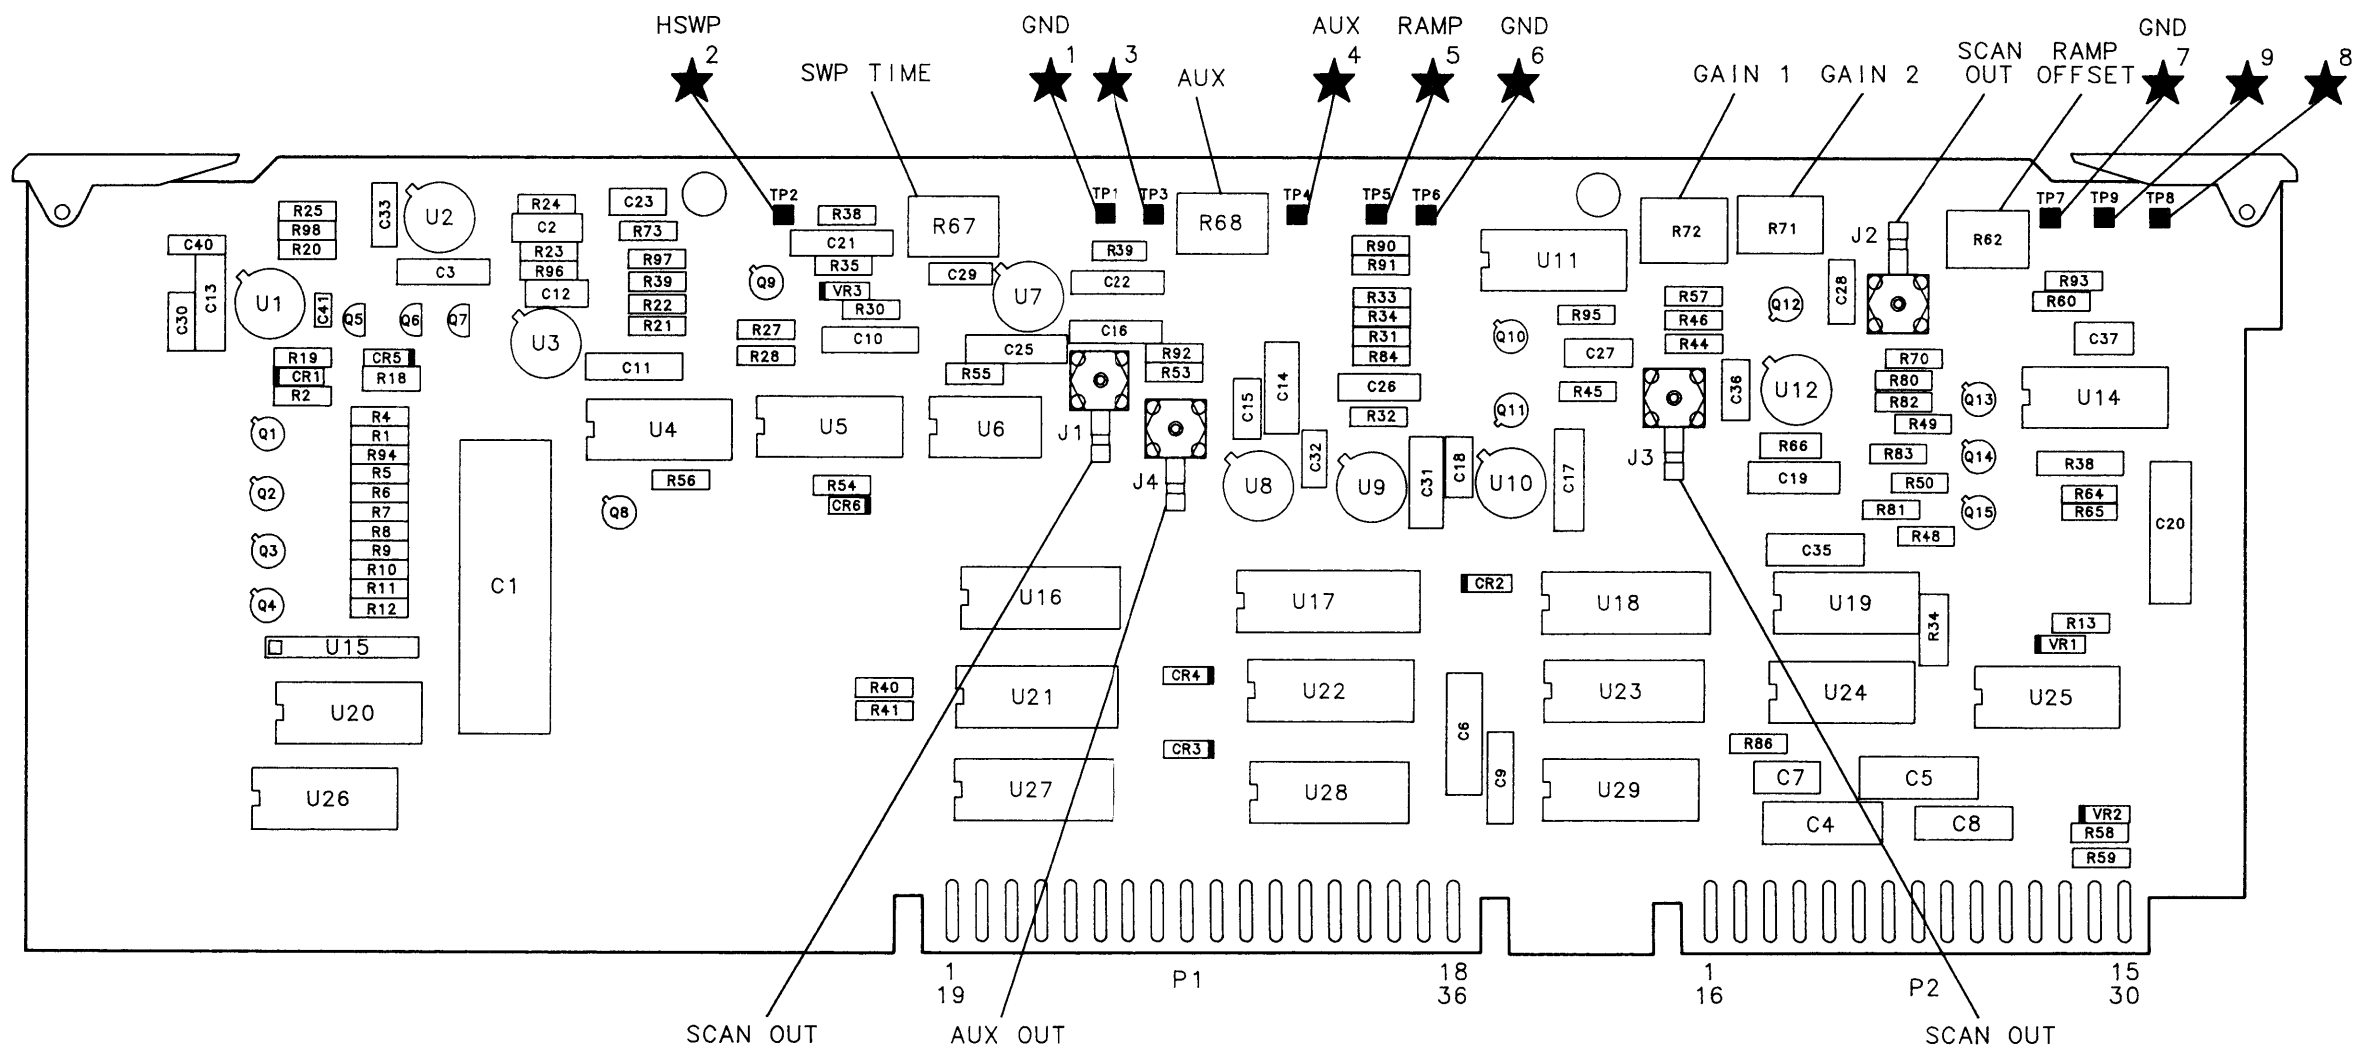 HSWP
2
SWP TIME
GND
1
3
AUX
AUX
4
RAMP
5
GND
6
GAIN 1
GAIN 2
SCAN
OUT
RAMP
OFFSET
GND
7
9
8
TP2
TP1
TP3
TP4
TP5
TP6
TP7
TP9
TP8
R25
R98
R20
C33
U2
R24
C2
R23
R96
C12
C23
R73
R97
R39
R22
R21
R38
C21
R35
VR3
R30
C10
R67
C29
U7
R39
C22
C16
C25
R55
R68
R90
R91
R33
R34
R31
R84
C26
R32
U11
R95
C27
R45
R72
R57
R46
R44
R71
Q12
C28
J2
R62
R93
R60
C37
C40
C30
C13
U1
C41
C3
Q5
Q6
Q7
U3
Q9
R27
R28
C11
R19
CR1
R2
CR5
R18
R92
R53
C15
C14
Q10
Q11
C36
U12
R70
R80
R82
R49
Q13
U14
Q1
Q2
Q3
Q4
R4
R1
R94
R5
R6
R7
R8
R9
R10
R11
R12
C1
U4
U5
U6
J1
J4
R56
Q8
R54
CR6
U8
C32
U9
C31
C18
U10
C17
J3
R66
C19
R83
R50
R81
R48
Q14
Q15
R38
R64
R65
C20
C35
U15
U20
U26
U16
U17
CR2
U18
U19
R34
R13
VR1
R40
R41
U21
CR4
U22
C6
U23
U24
U25
CR3
U27
U28
C9
U29
R86
C7
C5
C4
C8
VR2
R58
R59
1
19
P1
18
36
1
16
P2
15
30
SCAN OUT
AUX OUT
SCAN OUT